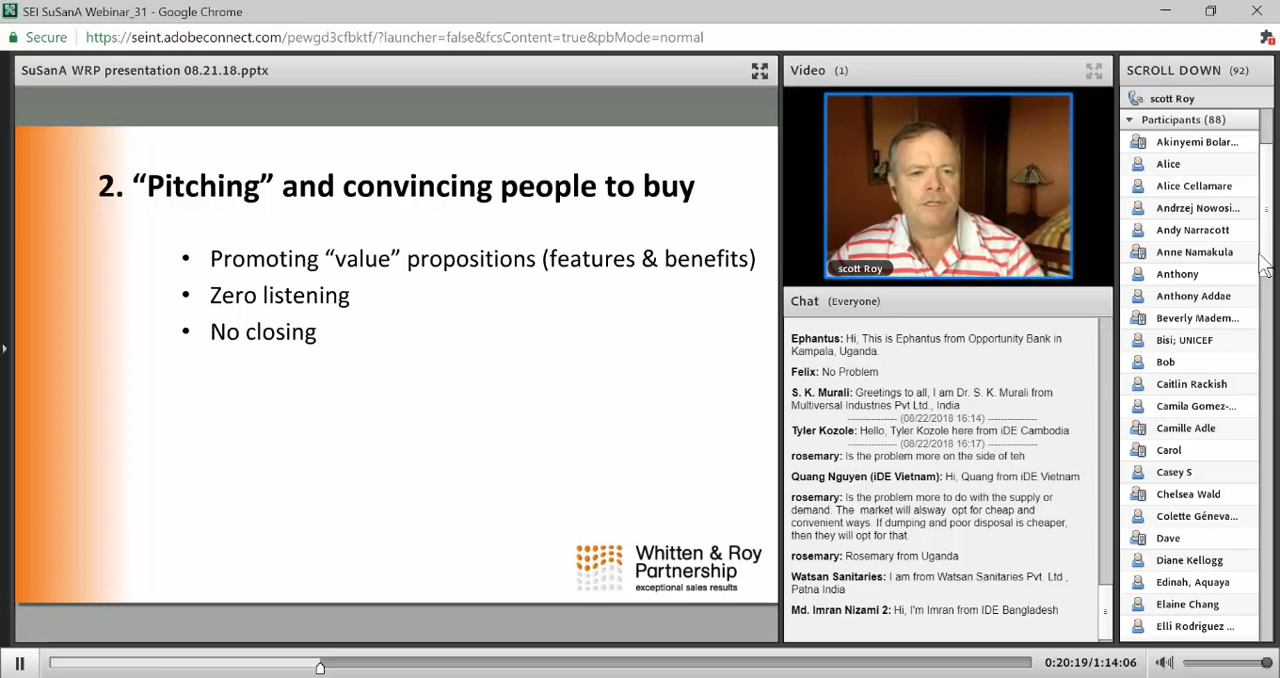 SEI SuSanA Webinar_31 - Google Chrome
Secure
https://seint.adobeconnect.com/pewgd3cfbktf/?launcher=false&fcsContent=true&pbMode=normal
SuSanA WRP presentation 08.21.18.pptx
2. “Pitching” and convincing people to buy
• Promoting “value” propositions (features & benefits)
• Zero listening
• No closing
Whitten & Roy
Partnership
exceptional sales results
Video (1)
scott Roy
Chat (Everyone)
Ephantus: Hi, This is Ephantus from Opportunity Bank in
Kampala, Uganda.
Felix: No Problem
S. K. Murali: Greetings to all, I am Dr. S. K. Murali from
Multiversal Industries Pvt Ltd., India
--------------- (08/22/2018 16:14) ---------------
Tyler Kozole: Hello, Tyler Kozole here from iDE Cambodia
--------------- (08/22/2018 16:17) ---------------
rosemary: Is the problem more on the side of teh
Quang Nguyen (iDE Vietnam): Hi, Quang from iDE Vietnam
rosemary: Is the problem more to do with the supply or
demand. The market will alsway opt for cheap and
convenient ways. If dumping and poor disposal is cheaper,
then they will opt for that.
rosemary: Rosemary from Uganda
Watsan Sanitaries: I am from Watsan Sanitaries Pvt. Ltd.,
Patna India
Md. Imran Nizami 2: Hi, I'm Imran from IDE Bangladesh
SCROLL DOWN (92)
scott Roy
Participants (88)
Akinyemi Bolar...
Alice
Alice Cellamare
Andrzej Nowosi...
Andy Narracott
Anne Namakula
Anthony
Anthony Addae
Beverly Madem...
Bisi; UNICEF
Bob
Caitlin Rackish
Camila Gomez-...
Camille Adle
Carol
Casey S
Chelsea Wald
Colette Géneva...
Dave
Diane Kellogg
Edinah, Aquaya
Elaine Chang
Elli Rodriguez ...
0:20:19/1:14:06